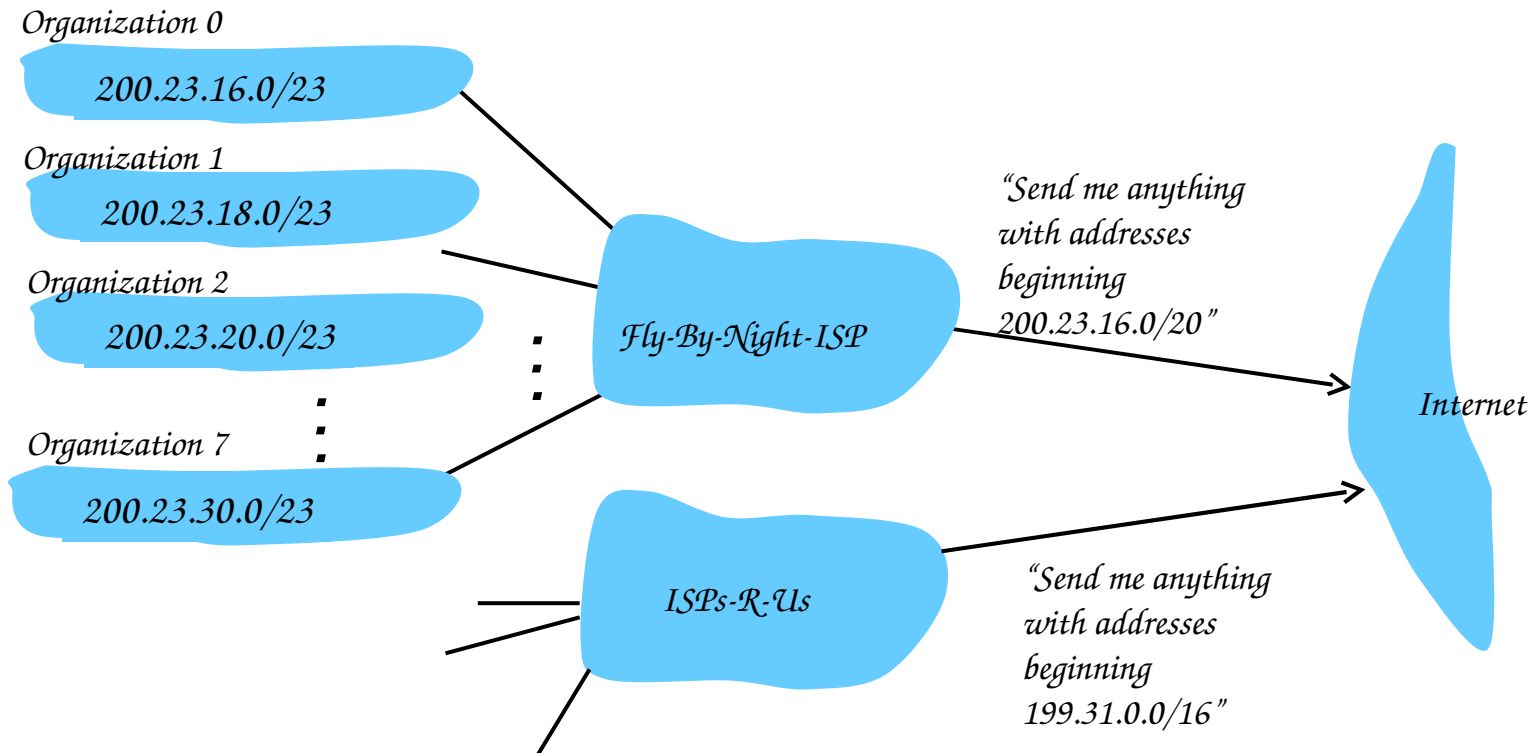 Organization 0
200.23.16.0/23
Organization 1
200.23.18.0/23
Organization 2
200.23.20.0/23
Organization 7
200.23.30.0/23
Fly-By-Night-ISP
“Send me anything
with addresses
beginning
200.23.16.0/20”
Internet
ISPs-R-Us
“Send me anything
with addresses
beginning
199.31.0.0/16”